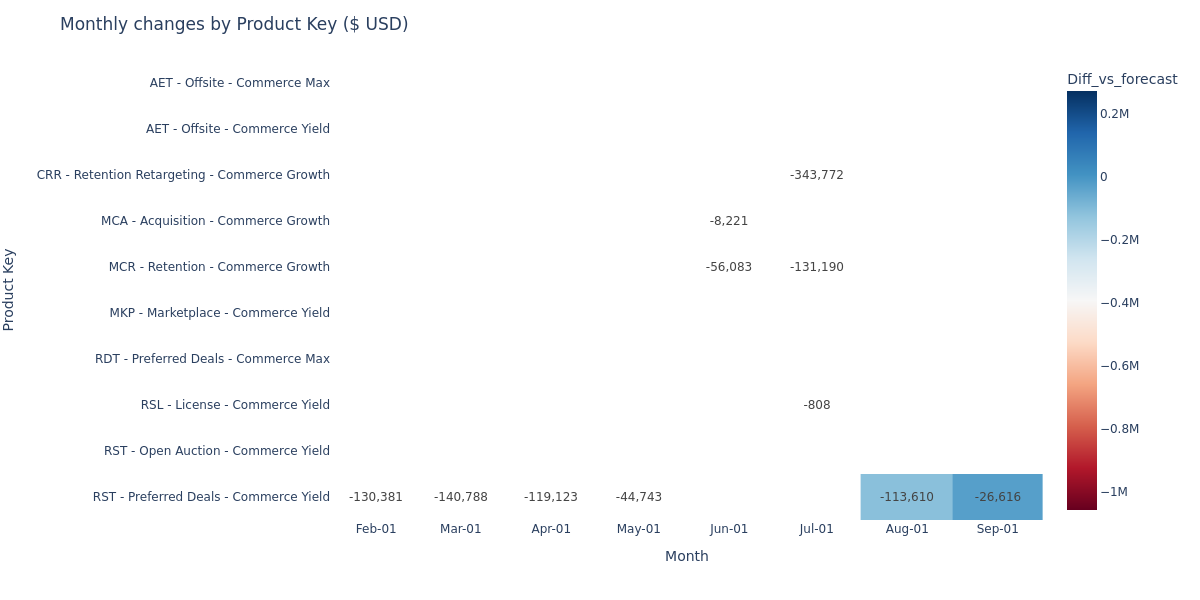 Monthly changes by Product Key ($ USD)
Diff_vs_forecast
AET - Offsite - Commerce Max
AET - Offsite - Commerce Yield
CRR - Retention Retargeting - Commerce Growth -343,772
MCA - Acquisition - Commerce Growth -8,221
MCR - Retention - Commerce Growth -56,083 -131,190
MKP - Marketplace - Commerce Yield
RDT - Preferred Deals - Commerce Max
RSL - License - Commerce Yield -808
RST - Open Auction - Commerce Yield
RST - Preferred Deals - Commerce Yield -130,381 -140,788 -119,123 -44,743 -113,610 -26,616
Feb-01 Mar-01 Apr-01 May-01 Jun-01 Jul-01 Aug-01 Sep-01
Month
Product Key
0.2M
0
−0.2M
−0.4M
−0.6M
−0.8M
−1M